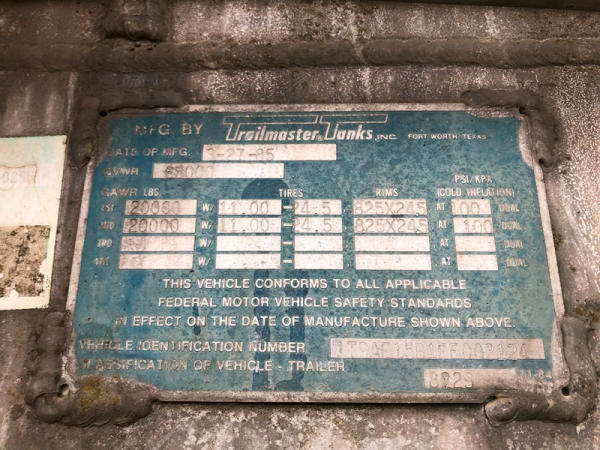 MFG. BY Trailmaster Tanks, INC. FORT WORTH, TEXAS
DATE OF MFG. 3-27-85
GVWR 68000
GAWR LBS TIRES RIMS PSI/KPA (COLD INFLATION)
1ST 20000 W/ 11.00-24.5 825X245 AT 100 DUAL
2ND 20000 W/ 11.00-24.5 825X245 AT 100 DUAL
3RD W/ - AT DUAL
4TH W/ - AT DUAL
THIS VEHICLE CONFORMS TO ALL APPLICABLE
FEDERAL MOTOR VEHICLE SAFETY STANDARDS
IN EFFECT ON THE DATE OF MANUFACTURE SHOWN ABOVE.
VEHICLE IDENTIFICATION NUMBER
CLASSIFICATION OF VEHICLE - TRAILER